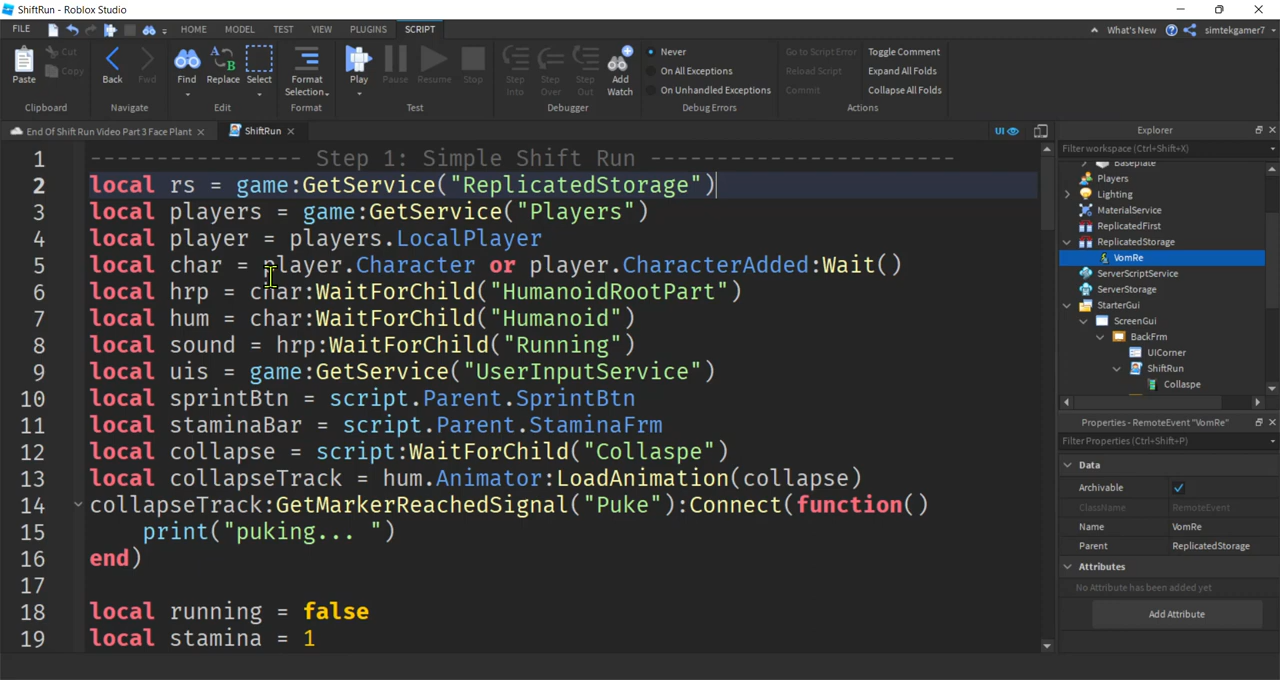 ShiftRun - Roblox Studio
FILE HOME MODEL TEST VIEW PLUGINS SCRIPT What's New simtekgamer7
Paste Cut Copy Clipboard
Back Fwd Navigate
Find Replace Select Edit
Format Selection Format
Play Pause Resume Stop Test
Step Into Step Over Step Out Add Watch Debugger
Never
On All Exceptions
On Unhandled Exceptions
Debug Errors
Go to Script Error Toggle Comment
Reload Script Expand All Folds
Commit Collapse All Folds
Actions
End Of Shift Run Video Part 3 Face Plant ShiftRun UI
1 ---------------- Step 1: Simple Shift Run -----------------------
2 local rs = game:GetService("ReplicatedStorage")
3 local players = game:GetService("Players")
4 local player = players.LocalPlayer
5 local char = player.Character or player.CharacterAdded:Wait()
6 local hrp = char:WaitForChild("HumanoidRootPart")
7 local hum = char:WaitForChild("Humanoid")
8 local sound = hrp:WaitForChild("Running")
9 local uis = game:GetService("UserInputService")
10 local sprintBtn = script.Parent.SprintBtn
11 local staminaBar = script.Parent.StaminaFrm
12 local collapse = script:WaitForChild("Collaspe")
13 local collapseTrack = hum.Animator:LoadAnimation(collapse)
14 collapseTrack:GetMarkerReachedSignal("Puke"):Connect(function()
15 print("puking... ")
16 end)
17
18 local running = false
19 local stamina = 1
Explorer
Filter workspace (Ctrl+Shift+X)
Baseplate
Players
Lighting
MaterialService
ReplicatedFirst
ReplicatedStorage
VomRe
ServerScriptService
ServerStorage
StarterGui
ScreenGui
BackFrm
UICorner
ShiftRun
Collaspe
Properties - RemoteEvent "VomRe"
Filter Properties (Ctrl+Shift+P)
Data
Archivable
ClassName RemoteEvent
Name VomRe
Parent ReplicatedStorage
Attributes
No Attribute has been added yet
Add Attribute